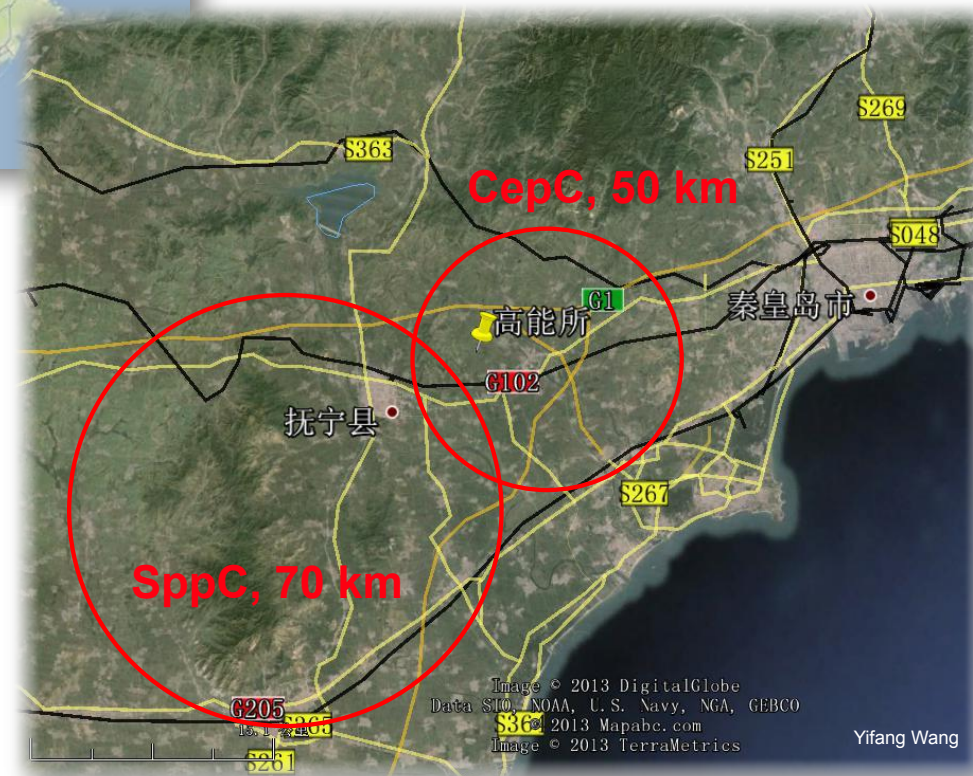 S269
S363
S251
CepC, 50 km
S048
G1
秦皇岛市
高能所
G102
抚宁县
S267
SppC, 70 km
Image © 2013 DigitalGlobe
Data SIO, NOAA, U.S. Navy, NGA, GEBCO
G205
S365
S364
© 2013 Mapabc.com
Image © 2013 TerraMetrics
Yifang Wang
S261